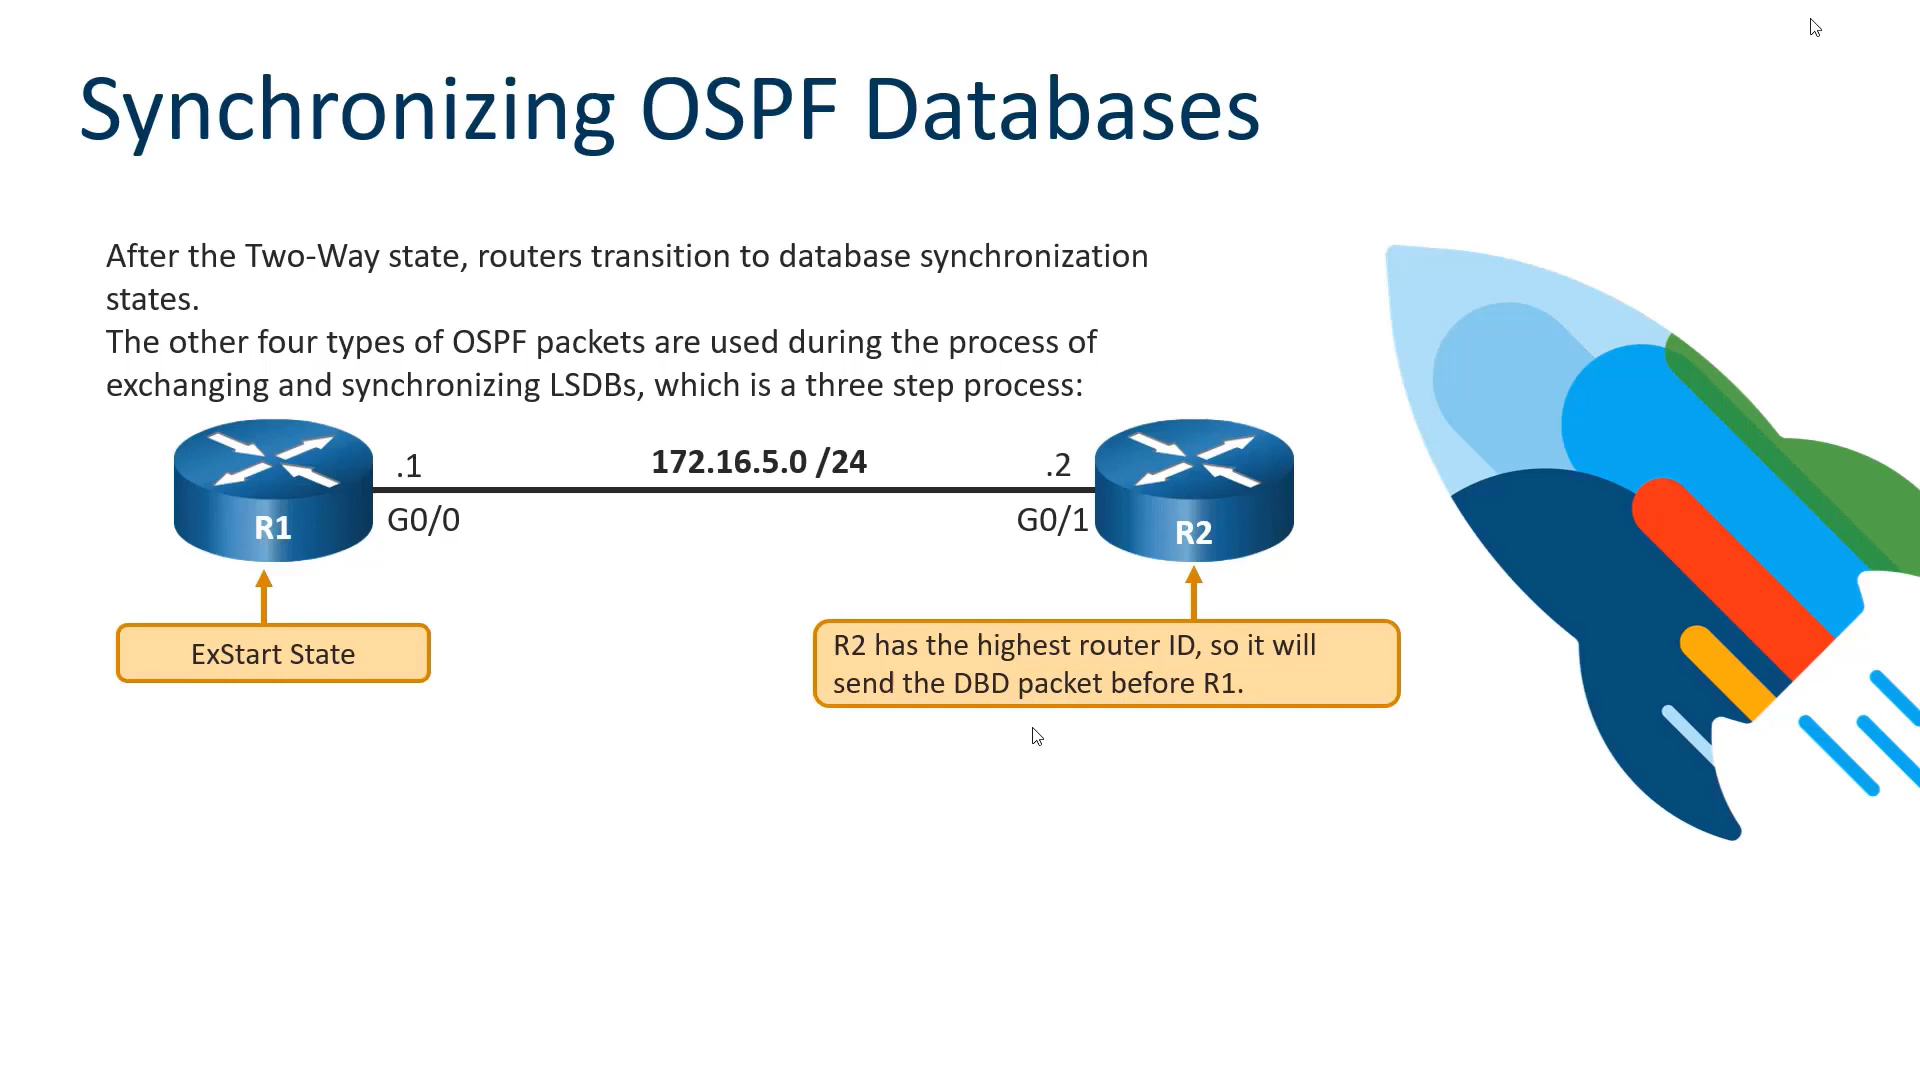 Synchronizing OSPF Databases
After the Two-Way state, routers transition to database synchronization
states.
The other four types of OSPF packets are used during the process of
exchanging and synchronizing LSDBs, which is a three step process:
.1
172.16.5.0 /24
.2
R1
G0/0
G0/1
R2
ExStart State
R2 has the highest router ID, so it will
send the DBD packet before R1.